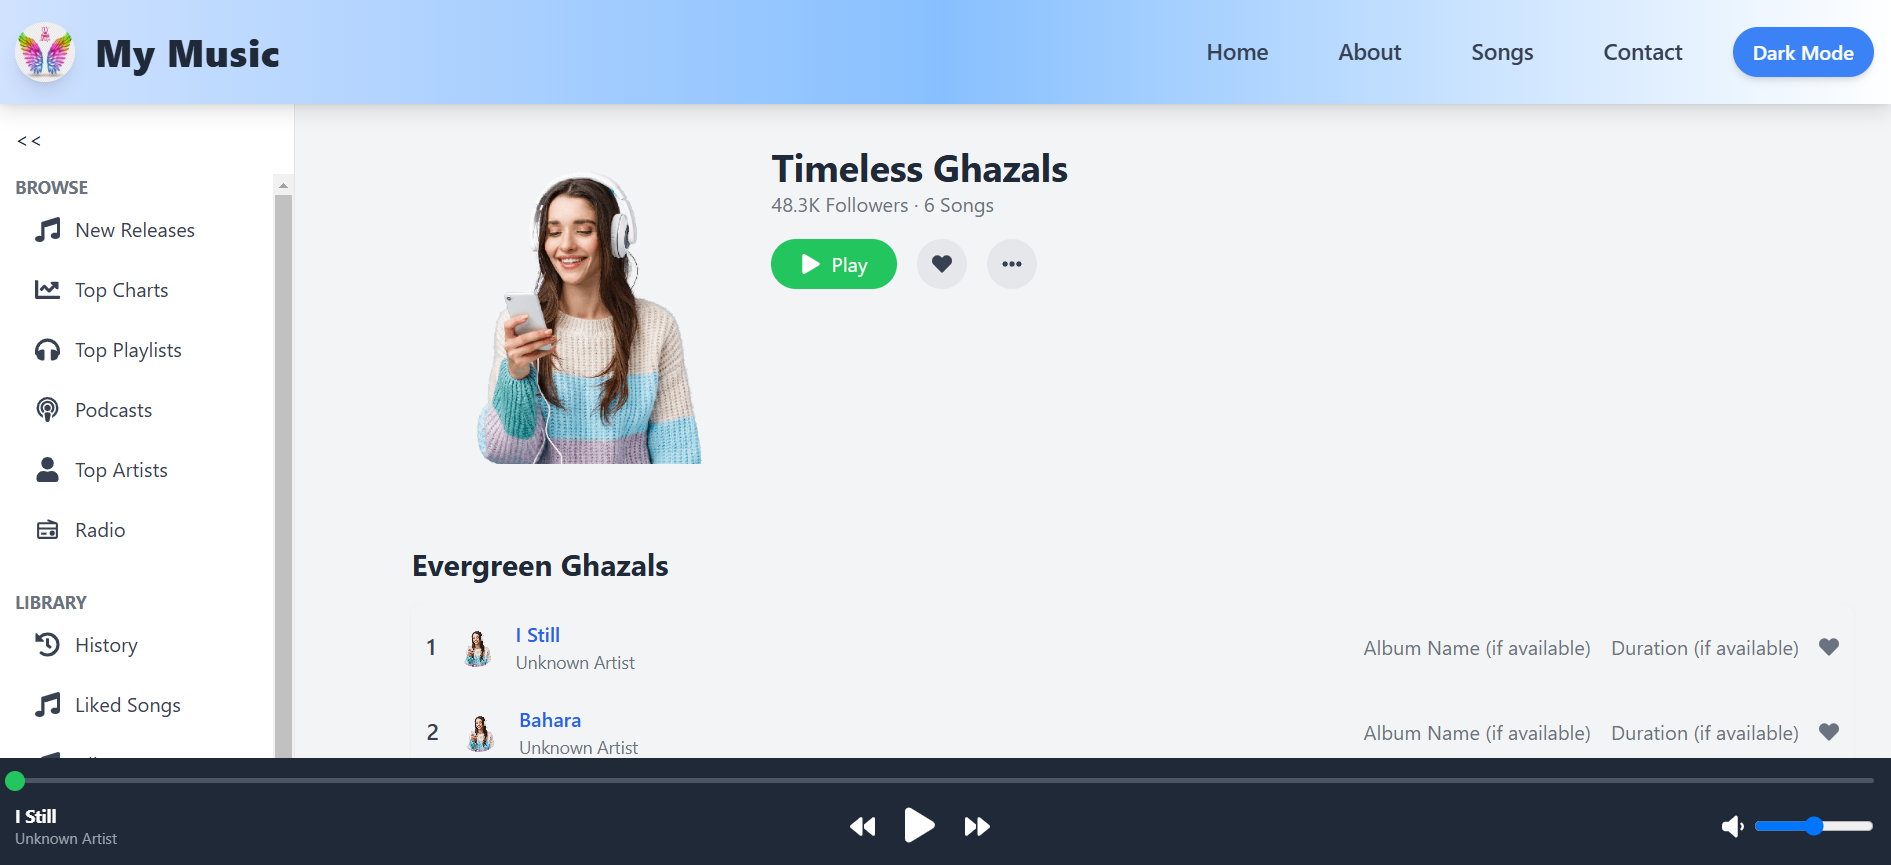 My Music
Home
About
Songs
Contact
Dark Mode
<<
BROWSE
New Releases
Top Charts
Top Playlists
Podcasts
Top Artists
Radio
LIBRARY
History
Liked Songs
Timeless Ghazals
48.3K Followers · 6 Songs
Play
Evergreen Ghazals
1
I Still
Unknown Artist
Album Name (if available)
Duration (if available)
2
Bahara
Unknown Artist
Album Name (if available)
Duration (if available)
I Still
Unknown Artist